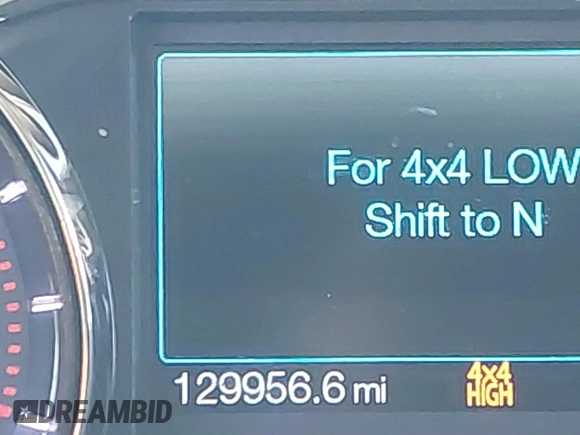 For 4x4 LOW
Shift to N
129956.6 mi
4x4
HIGH
DREAMBID